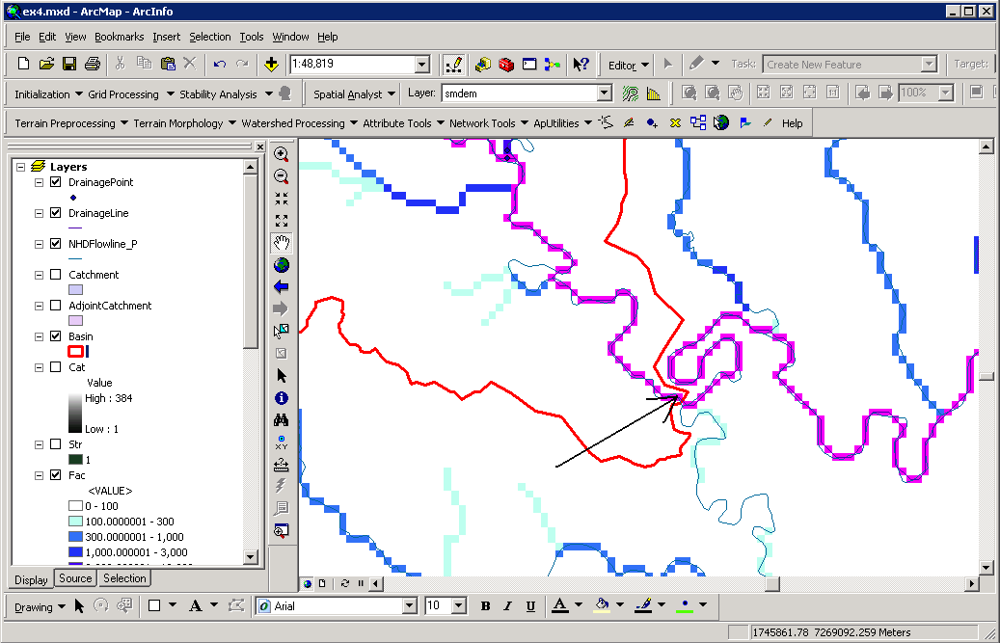 ex4.mxd - ArcMap - ArcInfo
File Edit View Bookmarks Insert Selection Tools Window Help
1:48,819 Editor Task: Create New Feature Target:
Initialization Grid Processing Stability Analysis Spatial Analyst Layer: smdem 100%
Terrain Preprocessing Terrain Morphology Watershed Processing Attribute Tools Network Tools ApUtilities Help
Layers
DrainagePoint
DrainageLine
NHDFlowline_P
Catchment
AdjointCatchment
Basin
Cat
Value
High : 384
Low : 1
Str
1
Fac
<VALUE>
0 - 100
100.0000001 - 300
300.0000001 - 1,000
1,000.000001 - 3,000
Display Source Selection
Drawing A Arial 10 B I U A
1745861.78 7269092.259 Meters